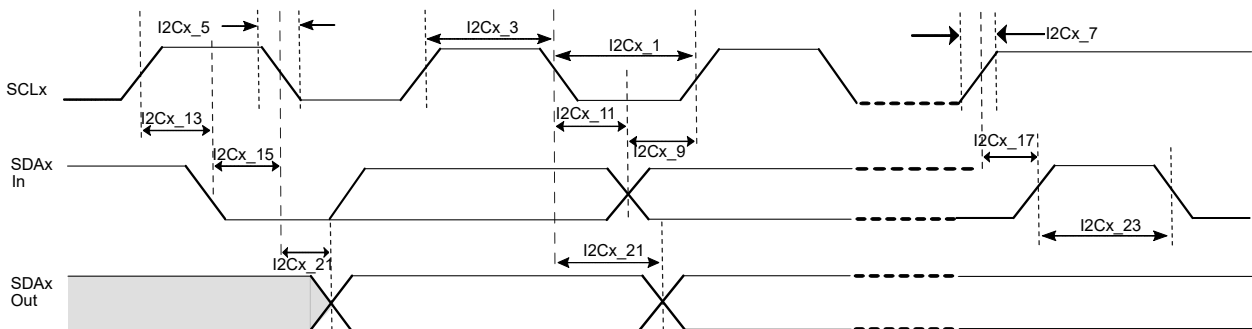 I2Cx_5
I2Cx_3
I2Cx_1
I2Cx_7
SCLx
I2Cx_13
I2Cx_11
I2Cx_9
I2Cx_17
SDAx
In
I2Cx_15
I2Cx_23
I2Cx_21
I2Cx_21
SDAx
Out